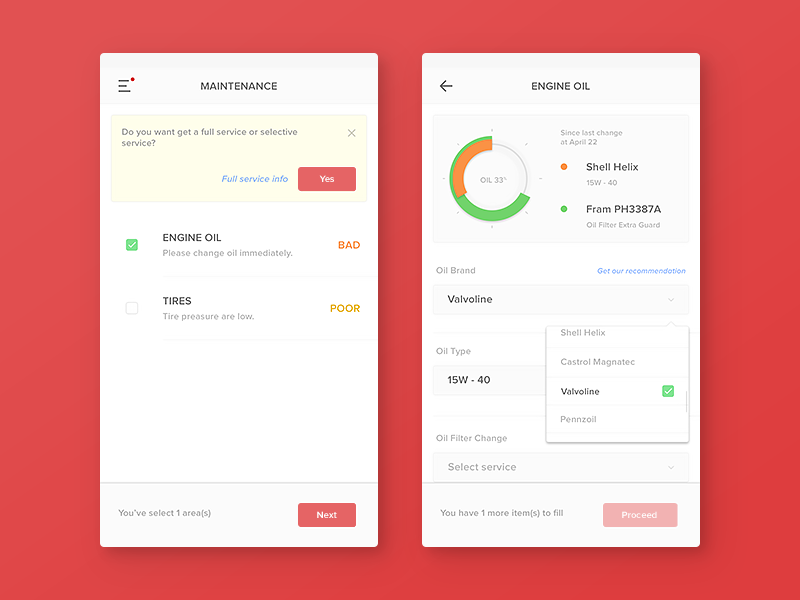 MAINTENANCE
Do you want get a full service or selective
service?
Full service info
Yes
ENGINE OIL
Please change oil immediately.
BAD
TIRES
Tire preasure are low.
POOR
You've select 1 area(s)
Next
ENGINE OIL
OIL 33%
Since last change
at April 22
Shell Helix
15W - 40
Fram PH3387A
Oil Filter Extra Guard
Oil Brand
Get our recommendation
Valvoline
Shell Helix
Castrol Magnatec
Valvoline
Pennzoil
Oil Type
15W - 40
Oil Filter Change
Select service
You have 1 more item(s) to fill
Proceed